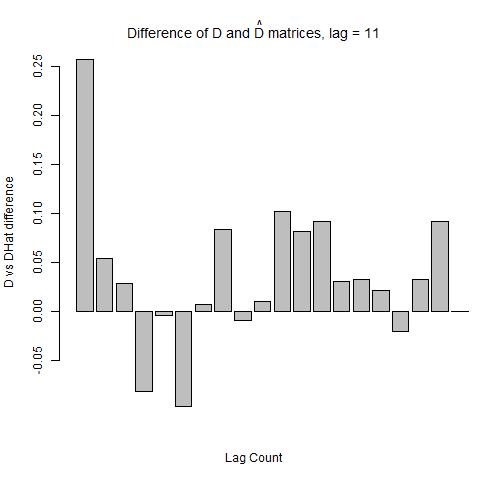 Difference of D and D̂ matrices, lag = 11
0.25
0.20
0.15
0.10
0.05
0.00
-0.05
D vs DHat difference
Lag Count